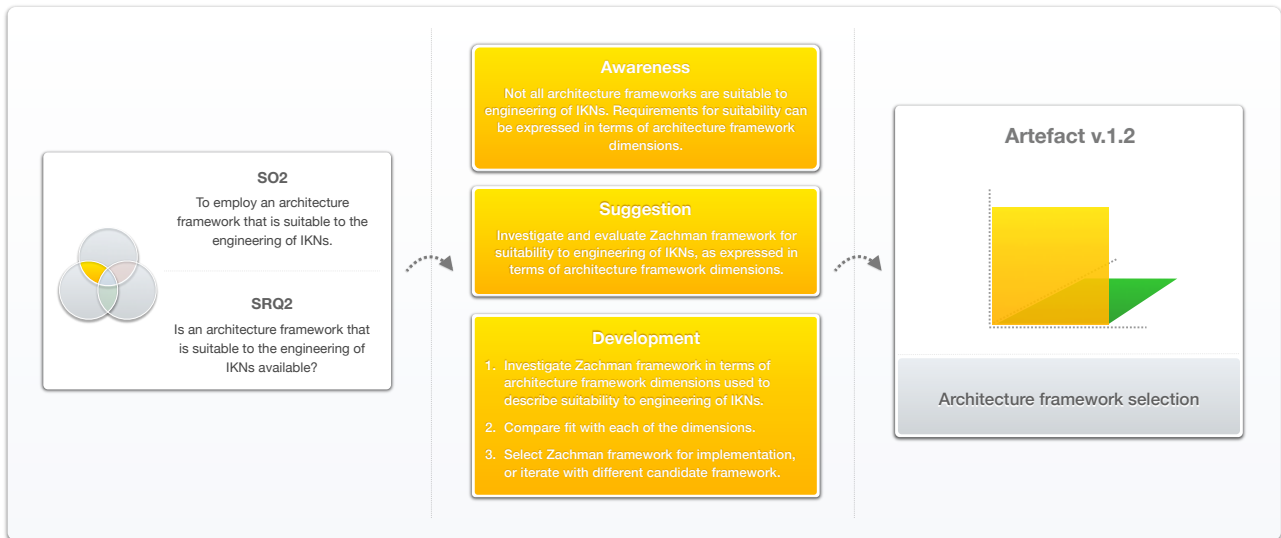 SO2
To employ an architecture
framework that is suitable to the
engineering of IKNs.
SRQ2
Is an architecture framework that
is suitable to the engineering of
IKNs available?
Awareness
Not all architecture frameworks are suitable to
engineering of IKNs. Requirements for suitability can
be expressed in terms of architecture framework
dimensions.
Suggestion
Investigate and evaluate Zachman framework for
suitability to engineering of IKNs, as expressed in
terms of architecture framework dimensions.
Development
1. Investigate Zachman framework in terms of
architecture framework dimensions used to
describe suitability to engineering of IKNs.
2. Compare fit with each of the dimensions.
3. Select Zachman framework for implementation,
or iterate with different candidate framework.
Artefact v.1.2
Architecture framework selection